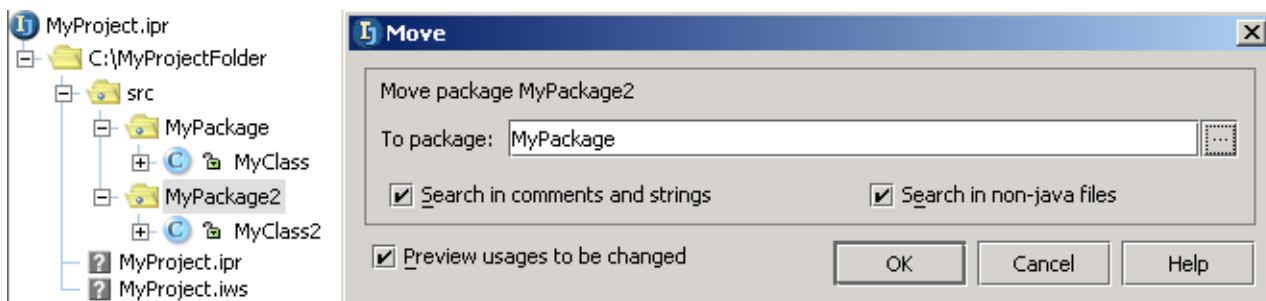 MyProject.ipr
C:\MyProjectFolder
src
MyPackage
MyClass
MyPackage2
MyClass2
MyProject.ipr
MyProject.iws
Move
Move package MyPackage2
To package: MyPackage ...
Search in comments and strings Search in non-java files
Preview usages to be changed OK Cancel Help